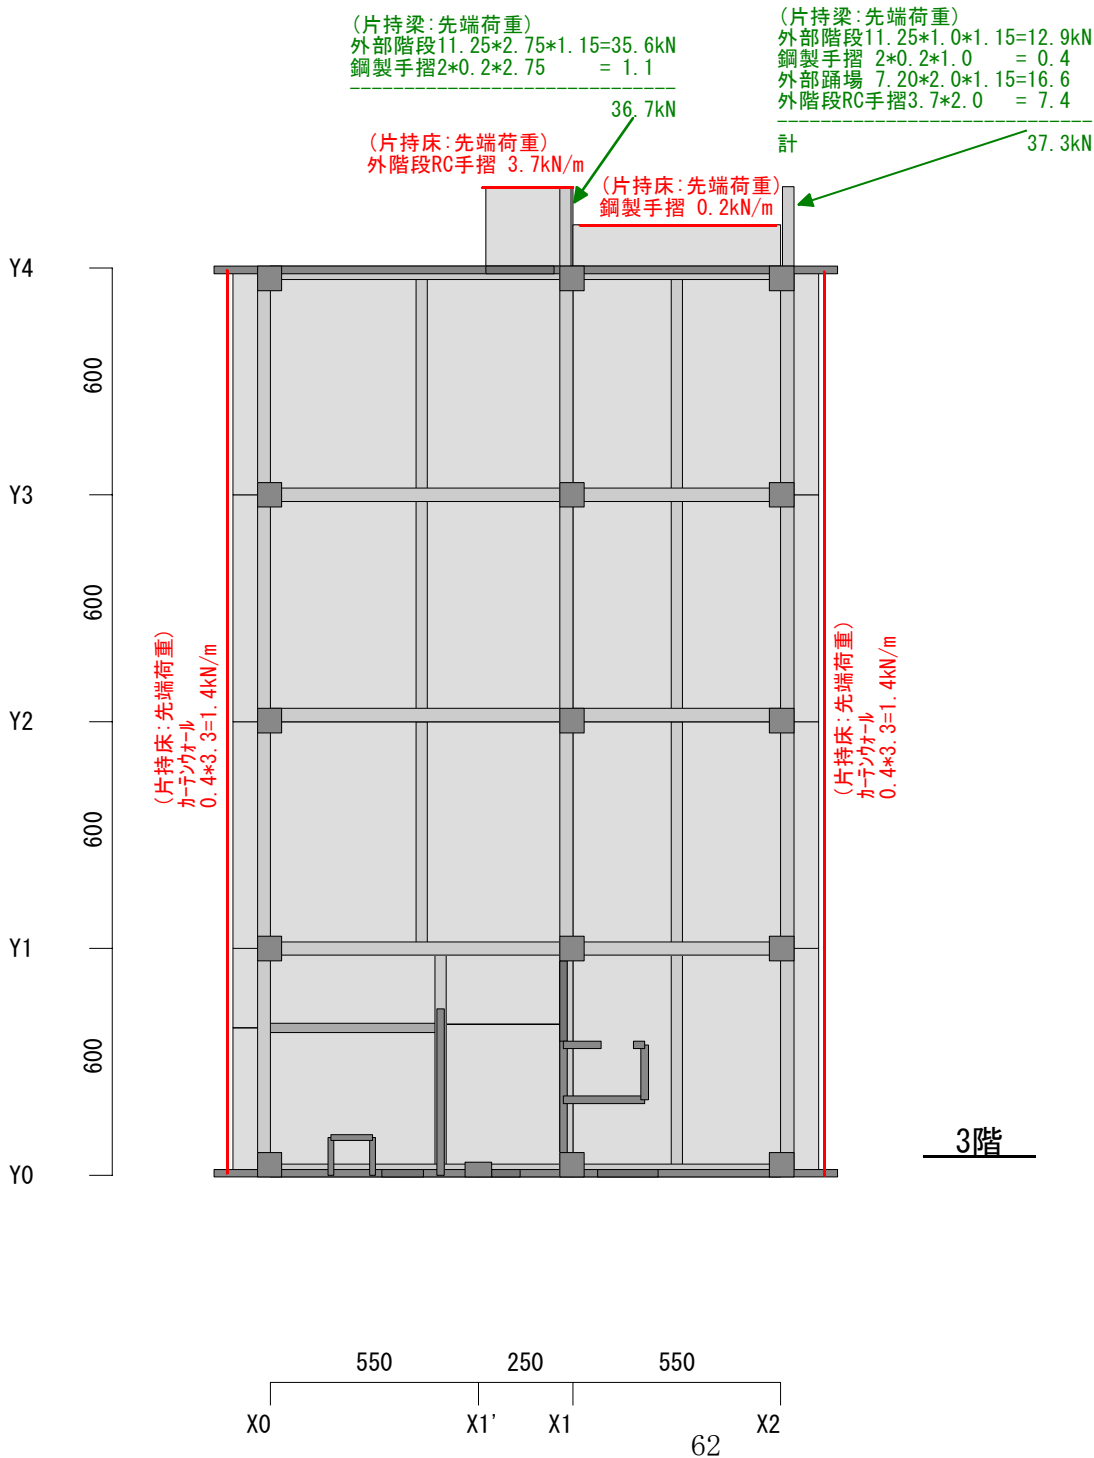 (片持梁:先端荷重)
外部階段11.25*2.75*1.15=35.6kN
鋼製手摺2*0.2*2.75 = 1.1
36.7kN
(片持梁:先端荷重)
外部階段11.25*1.0*1.15=12.9kN
鋼製手摺 2*0.2*1.0 = 0.4
外部踊場 7.20*2.0*1.15=16.6
外階段RC手摺3.7*2.0 = 7.4
計 37.3kN
(片持床:先端荷重)
外階段RC手摺 3.7kN/m
(片持床:先端荷重)
鋼製手摺 0.2kN/m
Y4
600
Y3
600
(片持床:先端荷重)
カーテンウォール
0.4*3.3=1.4kN/m
(片持床:先端荷重)
カーテンウォール
0.4*3.3=1.4kN/m
Y2
600
Y1
600
Y0
3階
550 250 550
X0 X1' X1 X2
62